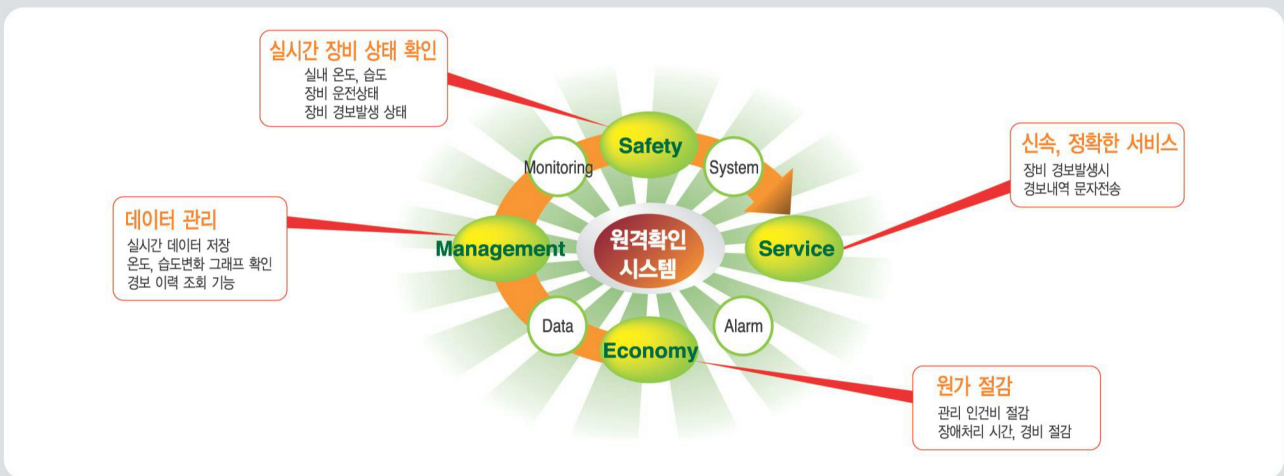 실시간 장비 상태 확인
실내 온도, 습도
장비 운전상태
장비 경보발생 상태
신속, 정확한 서비스
장비 경보발생시
경보내역 문자전송
데이터 관리
실시간 데이터 저장
온도, 습도변화 그래프 확인
경보 이력 조회 기능
원가 절감
관리 인건비 절감
장애처리 시간, 경비 절감
Safety
Monitoring
System
Management
원격확인
시스템
Service
Data
Alarm
Economy